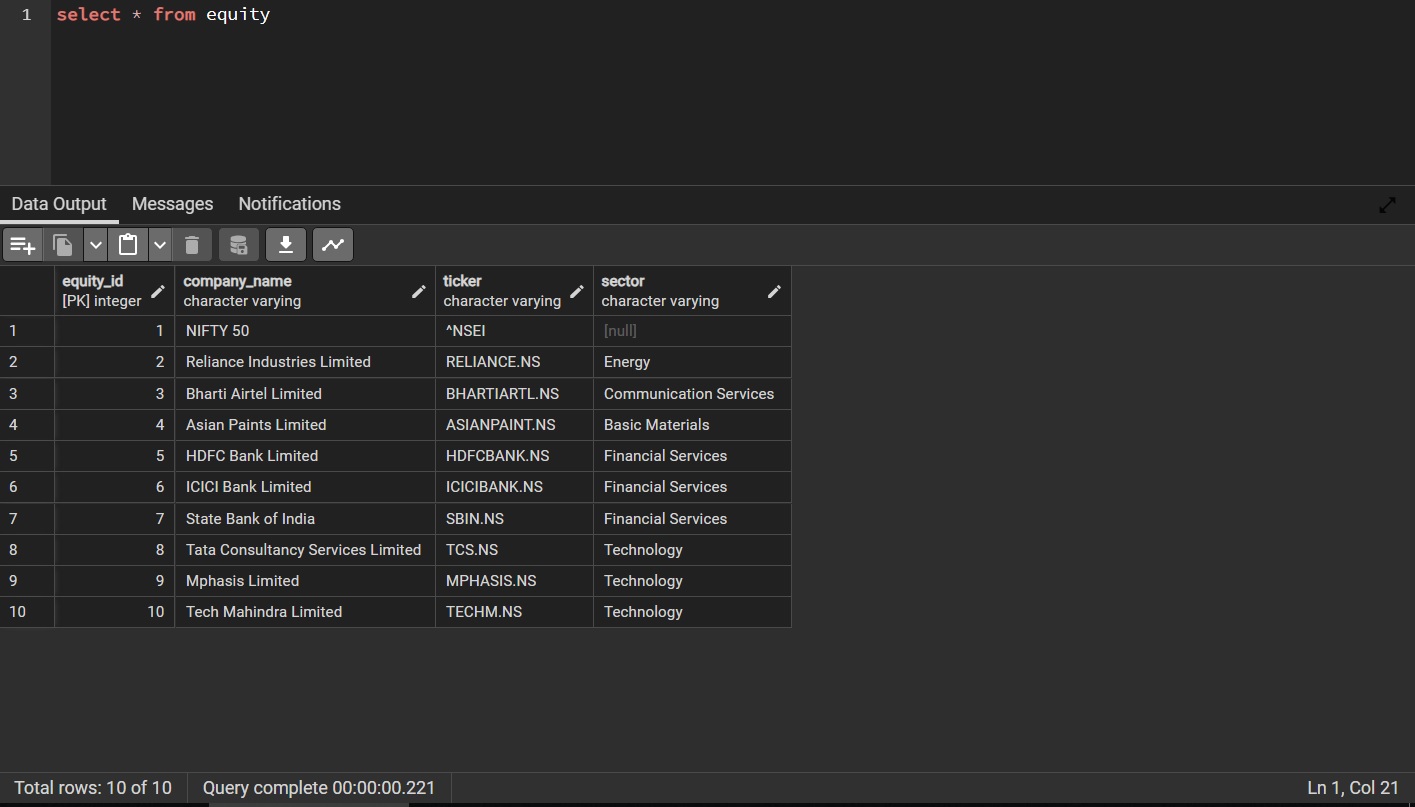 1 select * from equity
Data Output Messages Notifications
equity_id company_name ticker sector
[PK] integer character varying character varying character varying
1 1 NIFTY 50 ^NSEI [null]
2 2 Reliance Industries Limited RELIANCE.NS Energy
3 3 Bharti Airtel Limited BHARTIARTL.NS Communication Services
4 4 Asian Paints Limited ASIANPAINT.NS Basic Materials
5 5 HDFC Bank Limited HDFCBANK.NS Financial Services
6 6 ICICI Bank Limited ICICIBANK.NS Financial Services
7 7 State Bank of India SBIN.NS Financial Services
8 8 Tata Consultancy Services Limited TCS.NS Technology
9 9 Mphasis Limited MPHASIS.NS Technology
10 10 Tech Mahindra Limited TECHM.NS Technology
Total rows: 10 of 10 Query complete 00:00:00.221 Ln 1, Col 21